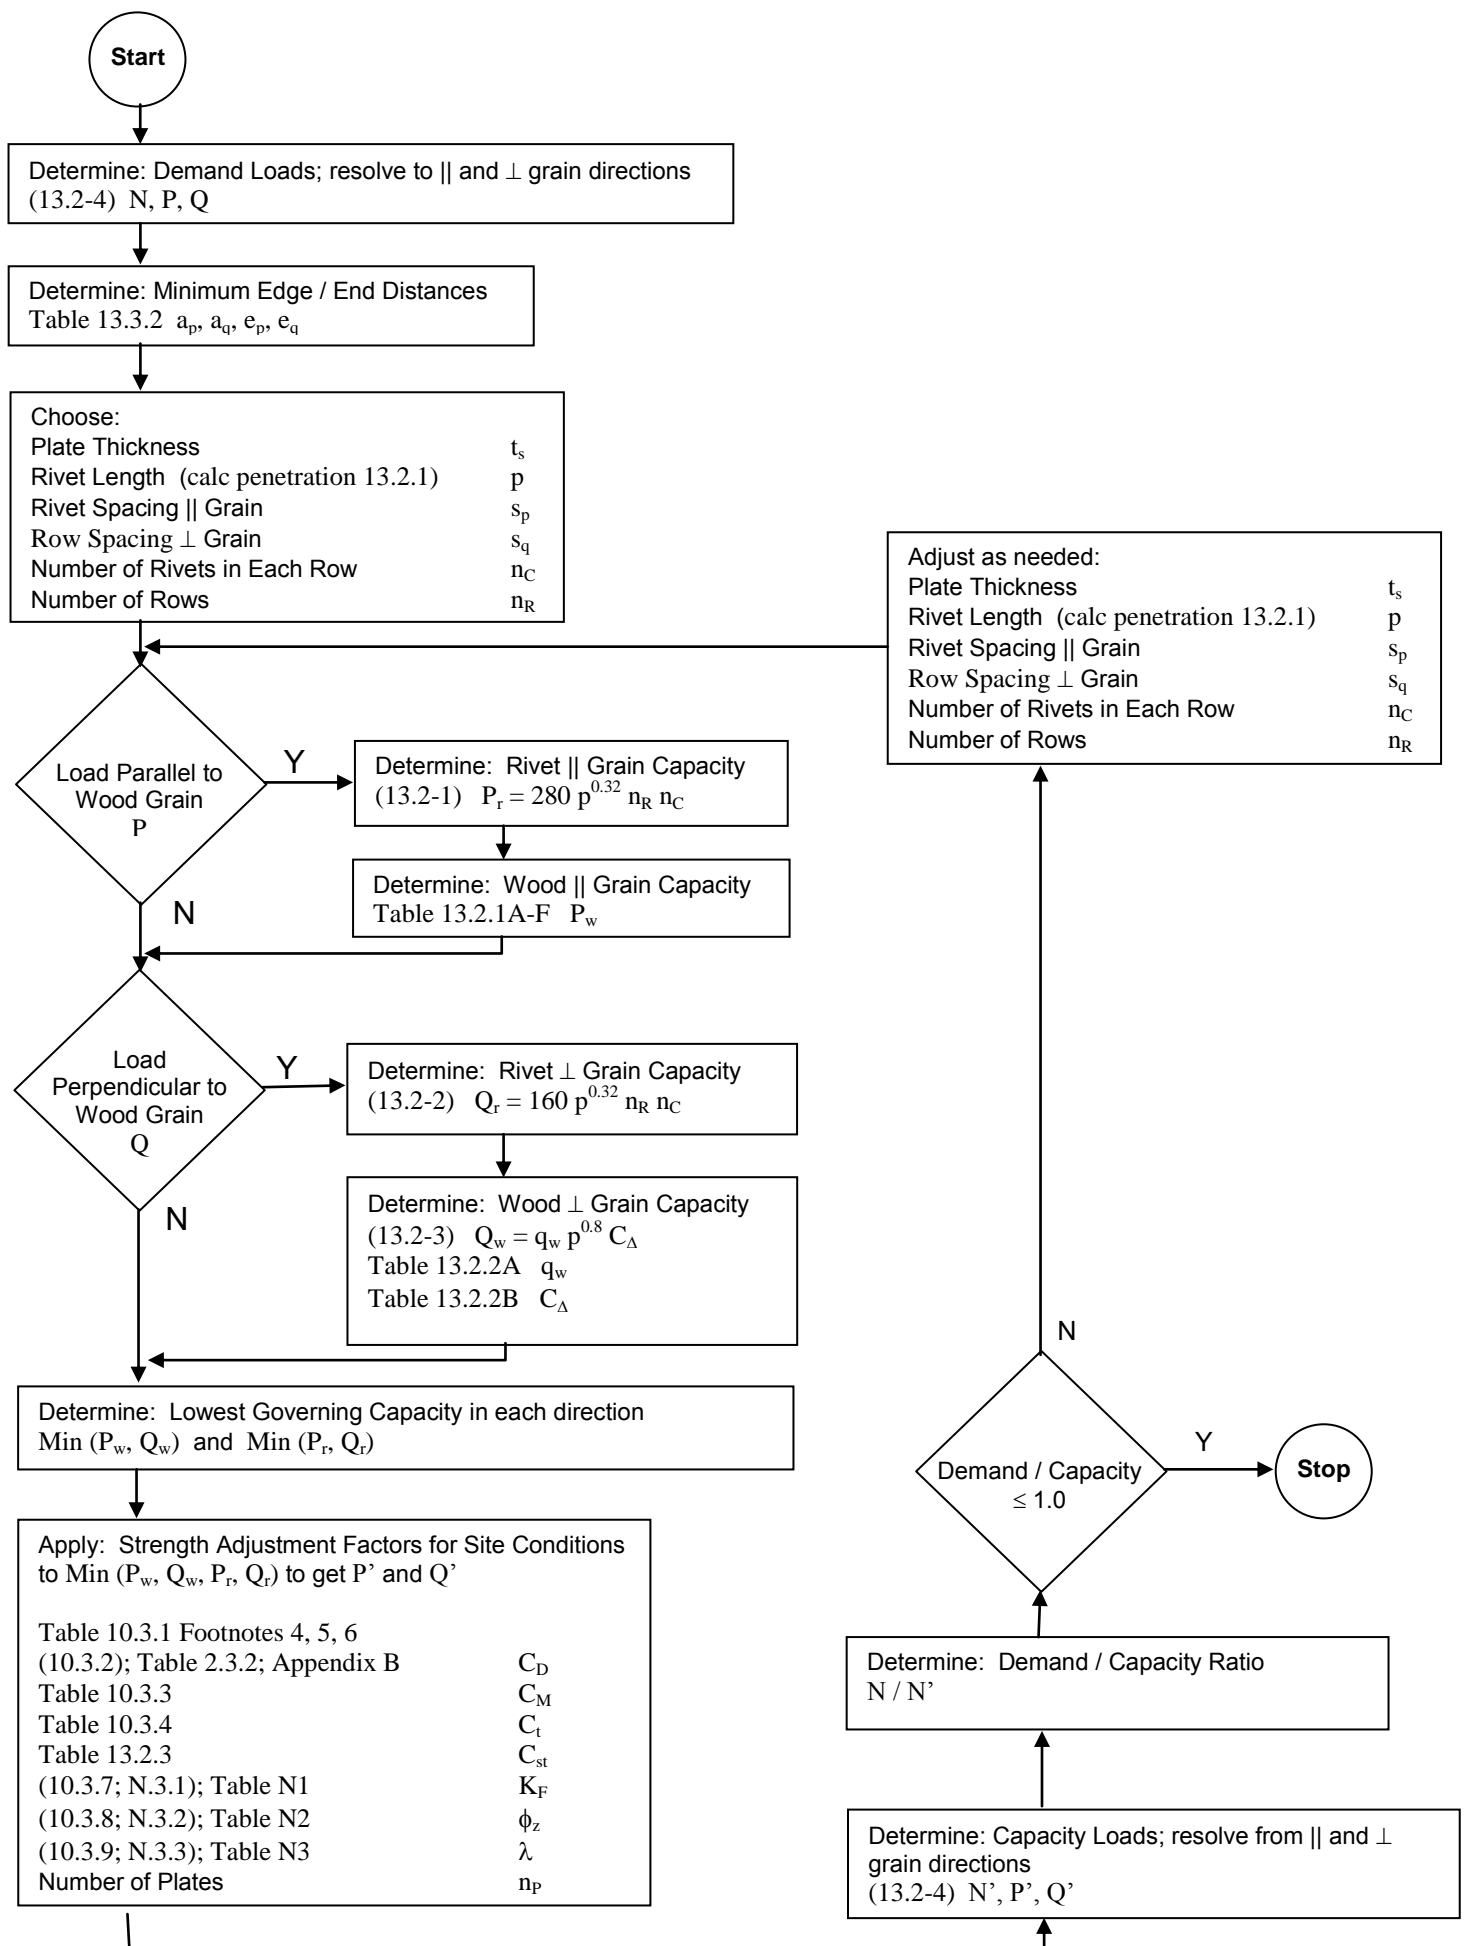 Start
Determine: Demand Loads; resolve to || and ⊥ grain directions
(13.2-4) N, P, Q
Determine: Minimum Edge / End Distances
Table 13.3.2 aₚ, a_q, eₚ, e_q
Choose:
Plate Thickness tₛ
Rivet Length (calc penetration 13.2.1) p
Rivet Spacing || Grain sₚ
Row Spacing ⊥ Grain s_q
Number of Rivets in Each Row n_C
Number of Rows n_R
Load Parallel to
Wood Grain
P
Y
N
Determine: Rivet || Grain Capacity
(13.2-1) Pᵣ = 280 p^0.32 n_R n_C
Determine: Wood || Grain Capacity
Table 13.2.1A-F P_w
Load
Perpendicular to
Wood Grain
Q
Y
N
Determine: Rivet ⊥ Grain Capacity
(13.2-2) Qᵣ = 160 p^0.32 n_R n_C
Determine: Wood ⊥ Grain Capacity
(13.2-3) Q_w = q_w p^0.8 C_Δ
Table 13.2.2A q_w
Table 13.2.2B C_Δ
Determine: Lowest Governing Capacity in each direction
Min (P_w, Q_w) and Min (Pᵣ, Qᵣ)
Apply: Strength Adjustment Factors for Site Conditions
to Min (P_w, Q_w, Pᵣ, Qᵣ) to get P’ and Q’
Table 10.3.1 Footnotes 4, 5, 6
(10.3.2); Table 2.3.2; Appendix B C_D
Table 10.3.3 C_M
Table 10.3.4 Cₜ
Table 13.2.3 C_st
(10.3.7; N.3.1); Table N1 K_F
(10.3.8; N.3.2); Table N2 ϕ_z
(10.3.9; N.3.3); Table N3 λ
Number of Plates n_P
Adjust as needed:
Plate Thickness tₛ
Rivet Length (calc penetration 13.2.1) p
Rivet Spacing || Grain sₚ
Row Spacing ⊥ Grain s_q
Number of Rivets in Each Row n_C
Number of Rows n_R
N
Demand / Capacity
≤ 1.0
Y
Stop
Determine: Demand / Capacity Ratio
N / N’
Determine: Capacity Loads; resolve from || and ⊥
grain directions
(13.2-4) N’, P’, Q’